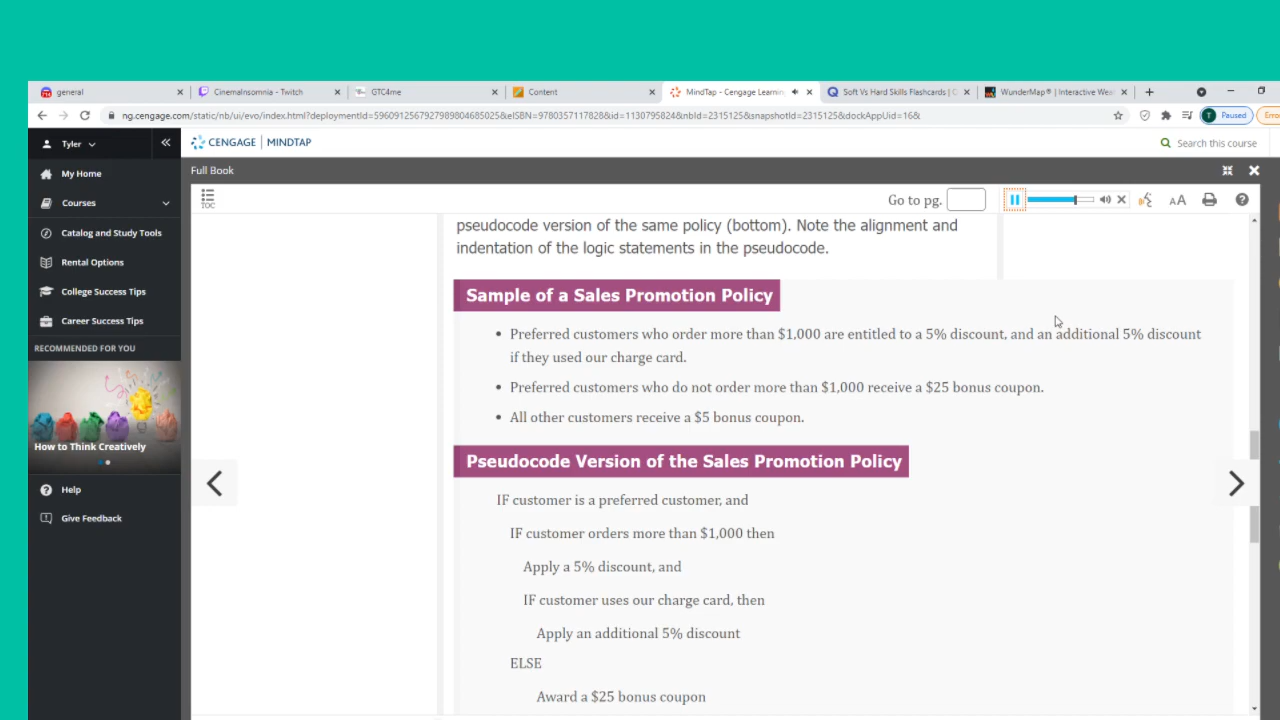 general
CinemaInsomnia - Twitch
GTC4me
Content
MindTap - Cengage Learnin
Soft Vs Hard Skills Flashcards |
WunderMap® | Interactive Wea
ng.cengage.com/static/nb/ui/evo/index.html?deploymentId=5960912567927989804685025&eISBN=9780357117828&id=1130795824&nbId=2315125&snapshotId=2315125&dockAppUid=16&
T Paused
Error
Tyler
CENGAGE | MINDTAP
Search this course
My Home
Full Book
Courses
TOC
Go to pg.
AA
Catalog and Study Tools
Rental Options
College Success Tips
Career Success Tips
RECOMMENDED FOR YOU
How to Think Creatively
Help
Give Feedback
pseudocode version of the same policy (bottom). Note the alignment and
indentation of the logic statements in the pseudocode.
Sample of a Sales Promotion Policy
• Preferred customers who order more than $1,000 are entitled to a 5% discount, and an additional 5% discount
if they used our charge card.
• Preferred customers who do not order more than $1,000 receive a $25 bonus coupon.
• All other customers receive a $5 bonus coupon.
Pseudocode Version of the Sales Promotion Policy
IF customer is a preferred customer, and
IF customer orders more than $1,000 then
Apply a 5% discount, and
IF customer uses our charge card, then
Apply an additional 5% discount
ELSE
Award a $25 bonus coupon